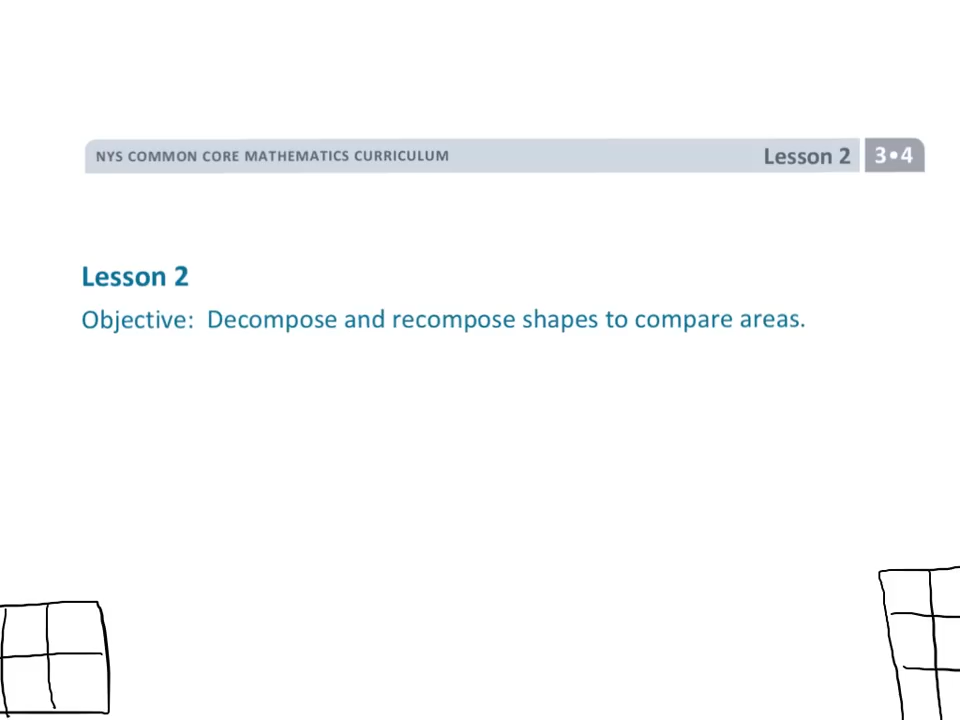 NYS COMMON CORE MATHEMATICS CURRICULUM Lesson 2 3•4
Lesson 2
Objective: Decompose and recompose shapes to compare areas.